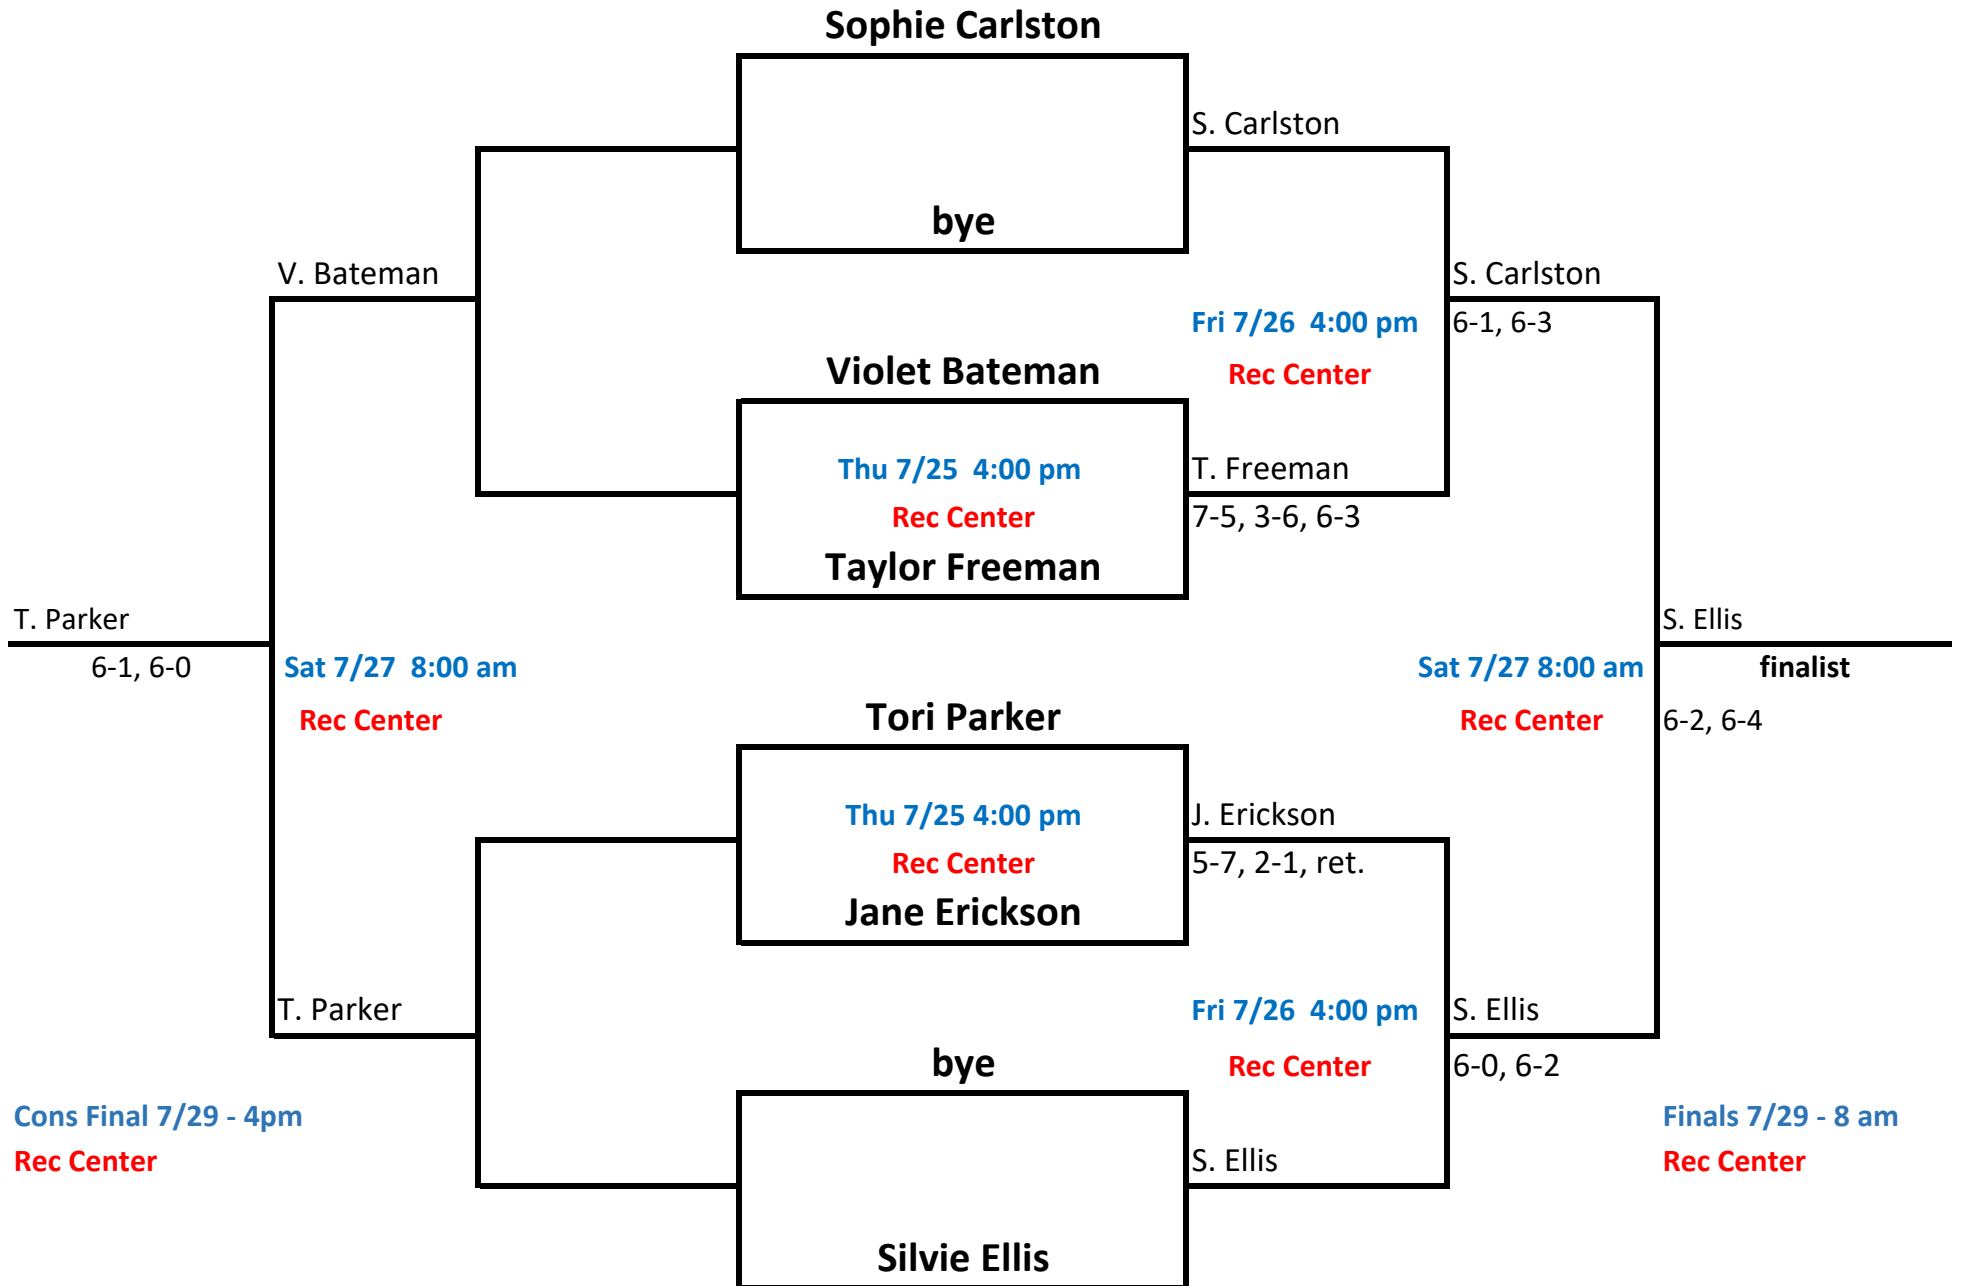 Sophie Carlston
S. Carlston
bye
V. Bateman
S. Carlston
Fri 7/26  4:00 pm
6-1, 6-3
Violet Bateman
Rec Center
Thu 7/25  4:00 pm
T. Freeman
Rec Center
7-5, 3-6, 6-3
Taylor Freeman
T. Parker
S. Ellis
6-1, 6-0
Sat 7/27  8:00 am
Sat 7/27 8:00 am
finalist
Rec Center
Tori Parker
Rec Center
6-2, 6-4
Thu 7/25 4:00 pm
J. Erickson
Rec Center
5-7, 2-1, ret.
Jane Erickson
T. Parker
Fri 7/26  4:00 pm
S. Ellis
bye
Rec Center
6-0, 6-2
Cons Final 7/29 - 4pm
Finals 7/29 - 8 am
Rec Center
S. Ellis
Rec Center
Silvie Ellis